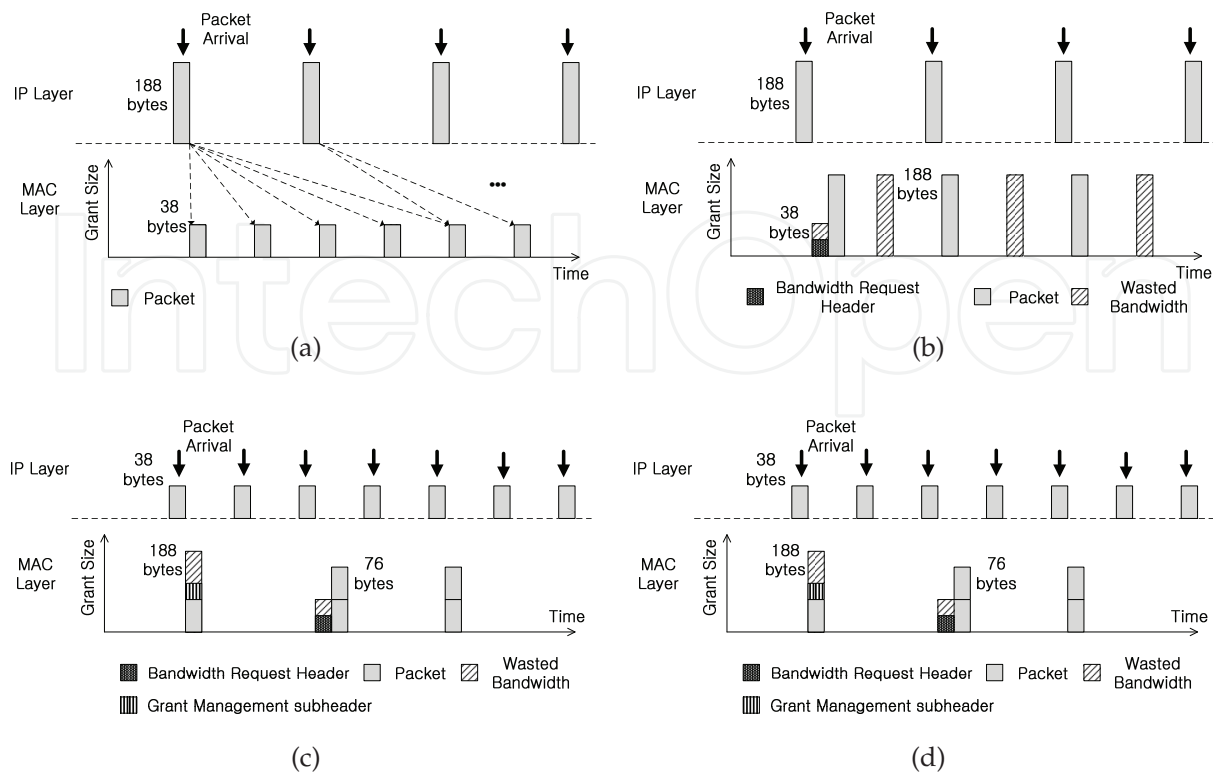 Packet
Arrival
188
bytes
IP Layer
MAC
Layer
Grant Size
38
bytes
...
Time
Packet
(a)
Packet
Arrival
188
bytes
IP Layer
MAC
Layer
Grant Size
38
bytes
188
bytes
Time
Bandwidth Request
Header
Packet
Wasted
Bandwidth
(b)
IntechOpen
Packet
Arrival
38
bytes
IP Layer
MAC
Layer
Grant Size
188
bytes
76
bytes
Time
Bandwidth Request Header
Packet
Wasted
Bandwidth
Grant Management subheader
(c)
Packet
Arrival
38
bytes
IP Layer
MAC
Layer
Grant Size
188
bytes
76
bytes
Time
Bandwidth Request Header
Packet
Wasted
Bandwidth
Grant Management subheader
(d)